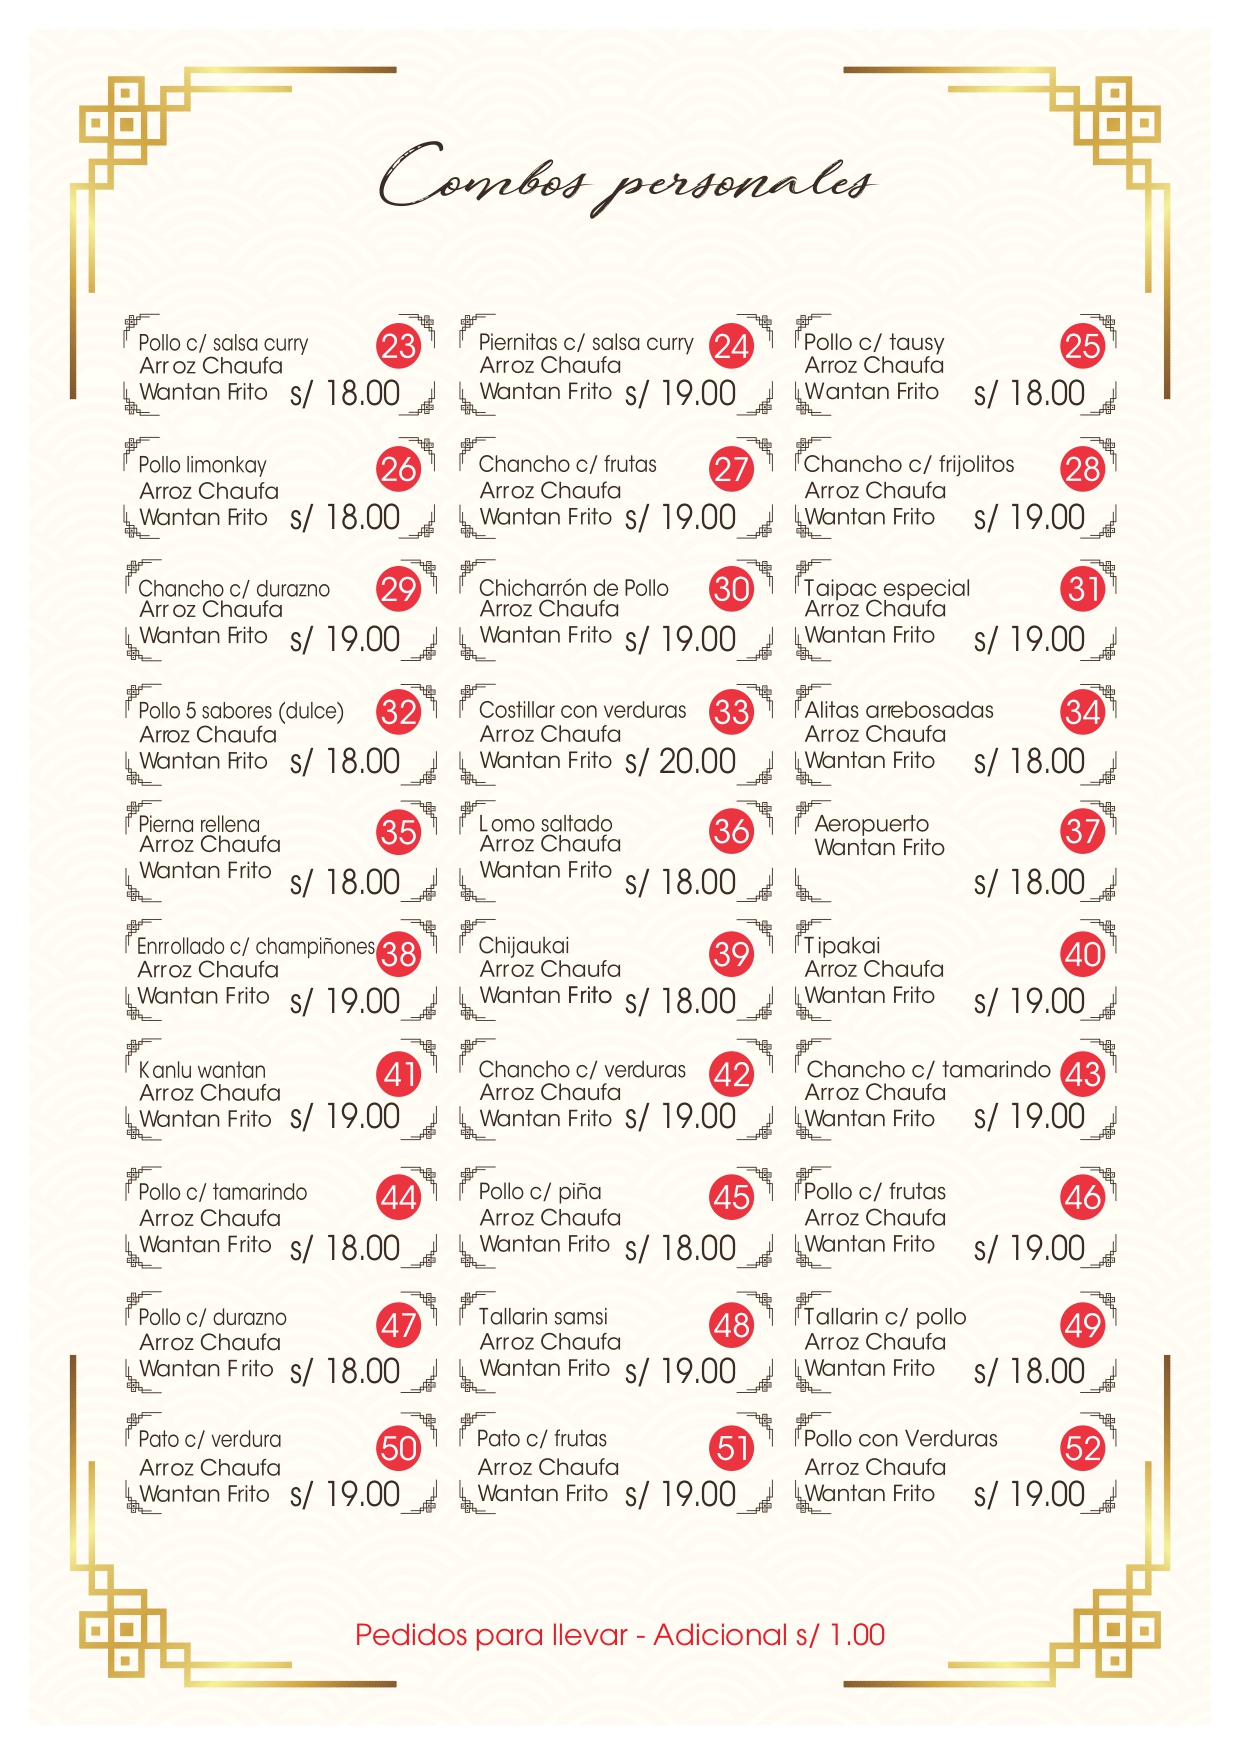 Combos personales
Pollo c/ salsa curry
23
Arroz Chaufa
Wantan Frito s/ 18.00
Piernitas c/ salsa curry
24
Arroz Chaufa
Wantan Frito s/ 19.00
Pollo c/ tausy
25
Arroz Chaufa
Wantan Frito s/ 18.00
Pollo limonkay
26
Arroz Chaufa
Wantan Frito s/ 18.00
Chancho c/ frutas
27
Arroz Chaufa
Wantan Frito s/ 19.00
Chancho c/ frijolitos
28
Arroz Chaufa
Wantan Frito s/ 19.00
Chancho c/ durazno
29
Arroz Chaufa
Wantan Frito s/ 19.00
Chicharrón de Pollo
30
Arroz Chaufa
Wantan Frito s/ 19.00
Taipac especial
31
Arroz Chaufa
Wantan Frito s/ 19.00
Pollo 5 sabores (dulce)
32
Arroz Chaufa
Wantan Frito s/ 18.00
Costillar con verduras
33
Arroz Chaufa
Wantan Frito s/ 20.00
Alitas arrebosadas
34
Arroz Chaufa
Wantan Frito s/ 18.00
Pierna rellena
35
Arroz Chaufa
Wantan Frito s/ 18.00
Lomo saltado
36
Arroz Chaufa
Wantan Frito s/ 18.00
Aeropuerto
37
Wantan Frito
s/ 18.00
Enrrollado c/ champiñones
38
Arroz Chaufa
Wantan Frito s/ 19.00
Chijaukai
39
Arroz Chaufa
Wantan Frito s/ 18.00
Tipakai
40
Arroz Chaufa
Wantan Frito s/ 19.00
Kanlu wantan
41
Arroz Chaufa
Wantan Frito s/ 19.00
Chancho c/ verduras
42
Arroz Chaufa
Wantan Frito s/ 19.00
Chancho c/ tamarindo
43
Arroz Chaufa
Wantan Frito s/ 19.00
Pollo c/ tamarindo
44
Arroz Chaufa
Wantan Frito s/ 18.00
Pollo c/ piña
45
Arroz Chaufa
Wantan Frito s/ 18.00
Pollo c/ frutas
46
Arroz Chaufa
Wantan Frito s/ 19.00
Pollo c/ durazno
47
Arroz Chaufa
Wantan Frito s/ 18.00
Tallarin samsi
48
Arroz Chaufa
Wantan Frito s/ 19.00
Tallarin c/ pollo
49
Arroz Chaufa
Wantan Frito s/ 18.00
Pato c/ verdura
50
Arroz Chaufa
Wantan Frito s/ 19.00
Pato c/ frutas
51
Arroz Chaufa
Wantan Frito s/ 19.00
Pollo con Verduras
52
Arroz Chaufa
Wantan Frito s/ 19.00
Pedidos para llevar - Adicional s/ 1.00